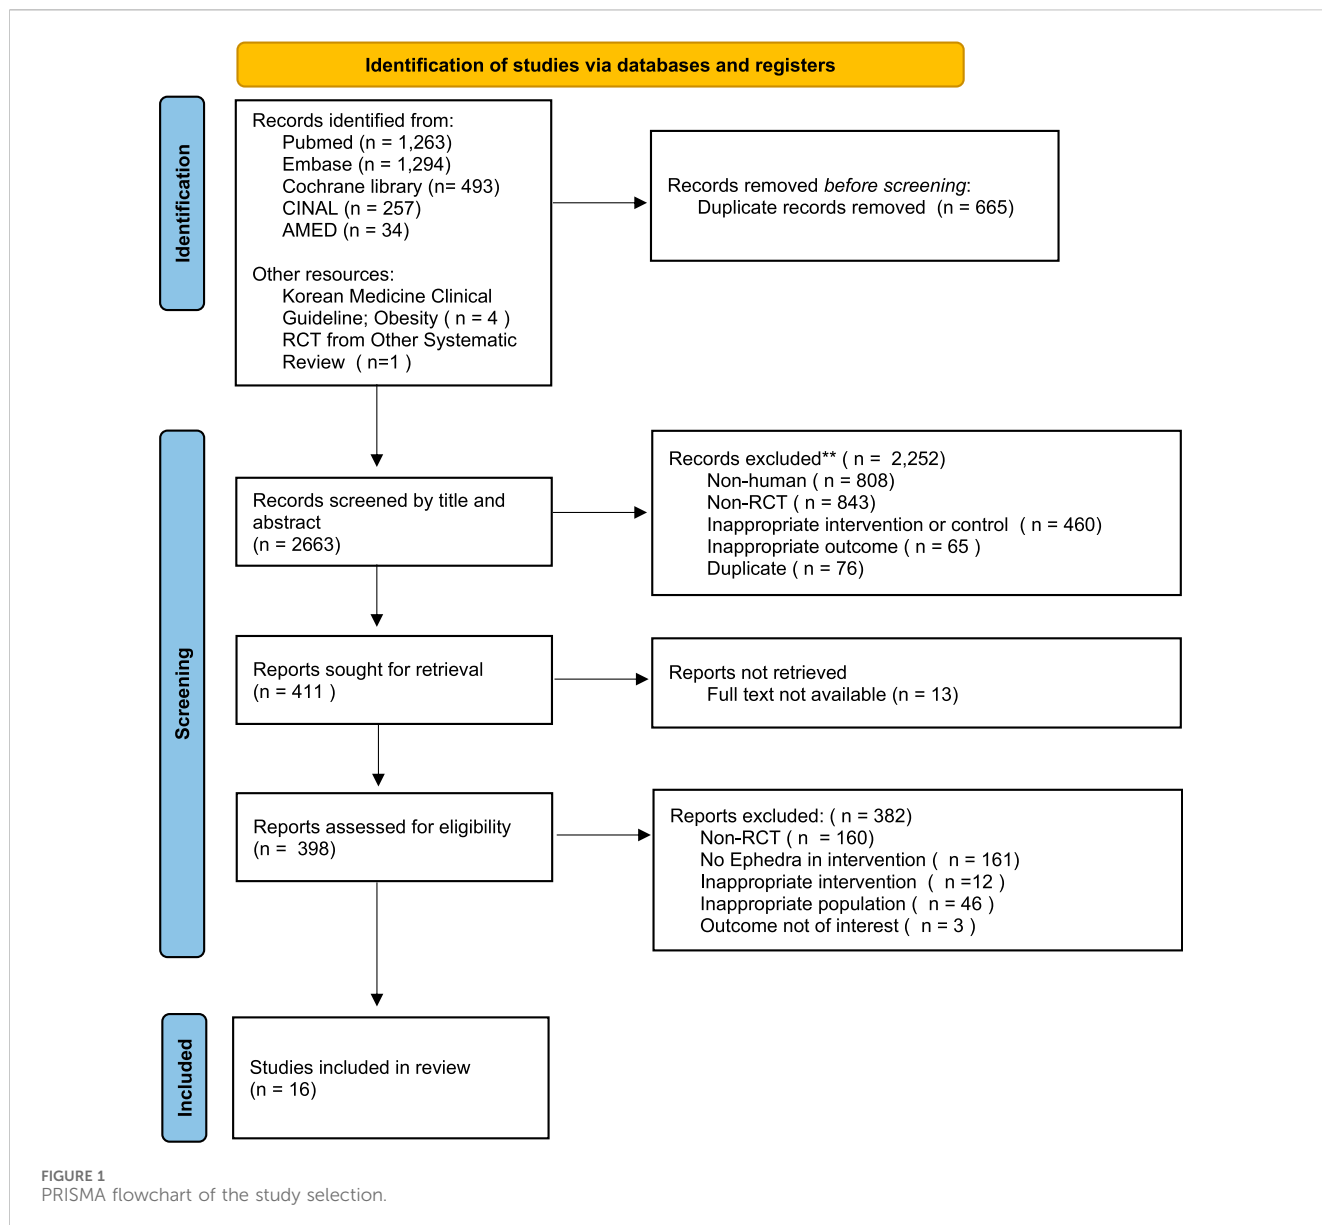 Identification of studies via databases and registers
Identification
Records identified from:
Pubmed (n = 1,263)
Embase (n = 1,294)
Cochrane library (n= 493)
CINAL (n = 257)
AMED (n = 34)
Other resources:
Korean Medicine Clinical
Guideline; Obesity ( n = 4 )
RCT from Other Systematic
Review ( n=1 )
Records removed before screening:
Duplicate records removed (n = 665)
Screening
Records screened by title and
abstract
(n = 2663)
Records excluded** ( n = 2,252)
Non-human (n = 808)
Non-RCT (n = 843)
Inappropriate intervention or control ( n = 460)
Inappropriate outcome ( n = 65 )
Duplicate ( n = 76)
Reports sought for retrieval
(n = 411 )
Reports not retrieved
Full text not available (n = 13)
Reports assessed for eligibility
(n = 398)
Reports excluded: ( n = 382)
Non-RCT ( n = 160)
No Ephedra in intervention ( n = 161)
Inappropriate intervention ( n =12 )
Inappropriate population ( n = 46 )
Outcome not of interest ( n = 3 )
Included
Studies included in review
(n = 16)
FIGURE 1
PRISMA flowchart of the study selection.